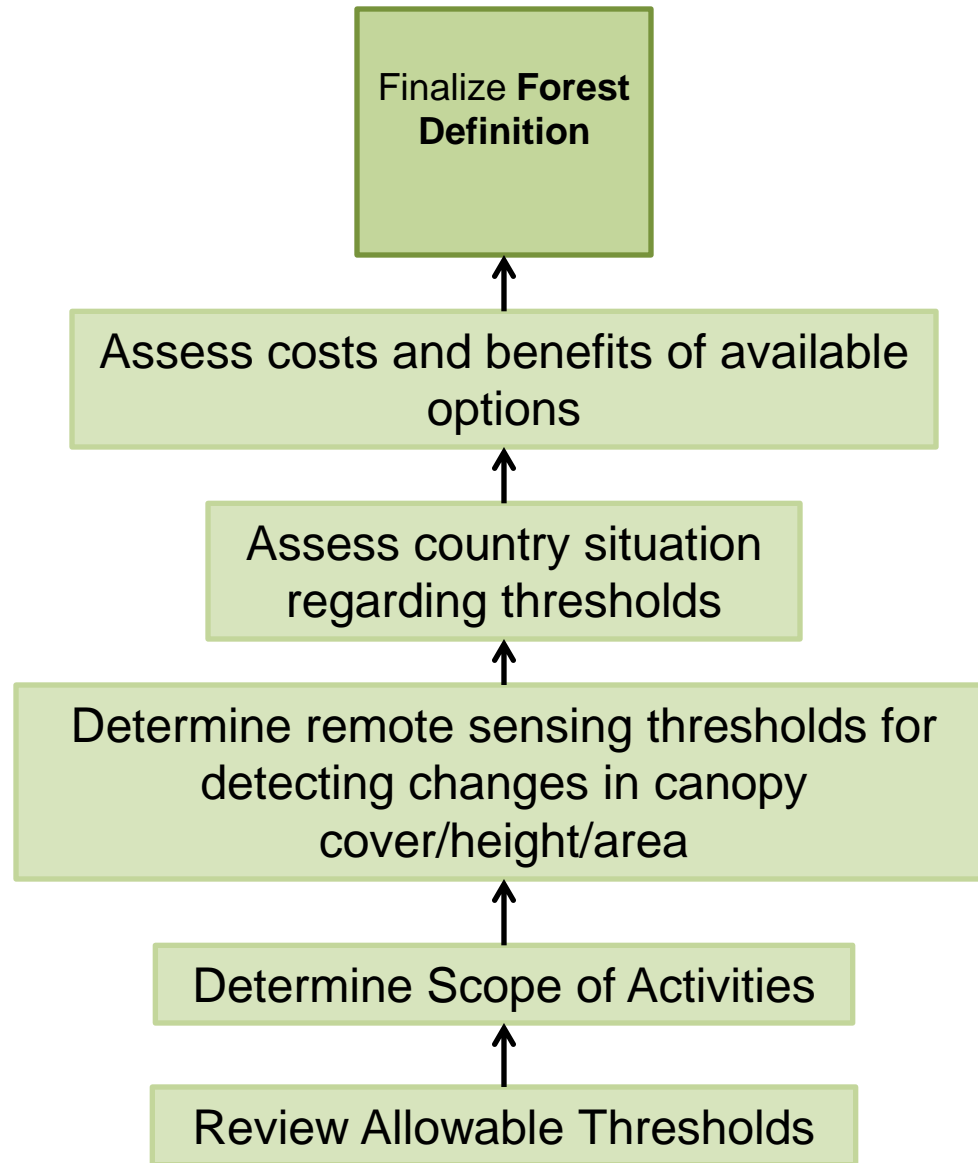 Finalize Forest
Definition
Assess costs and benefits of available
options
Assess country situation
regarding thresholds
Determine remote sensing thresholds for
detecting changes in canopy
cover/height/area
Determine Scope of Activities
Review Allowable Thresholds